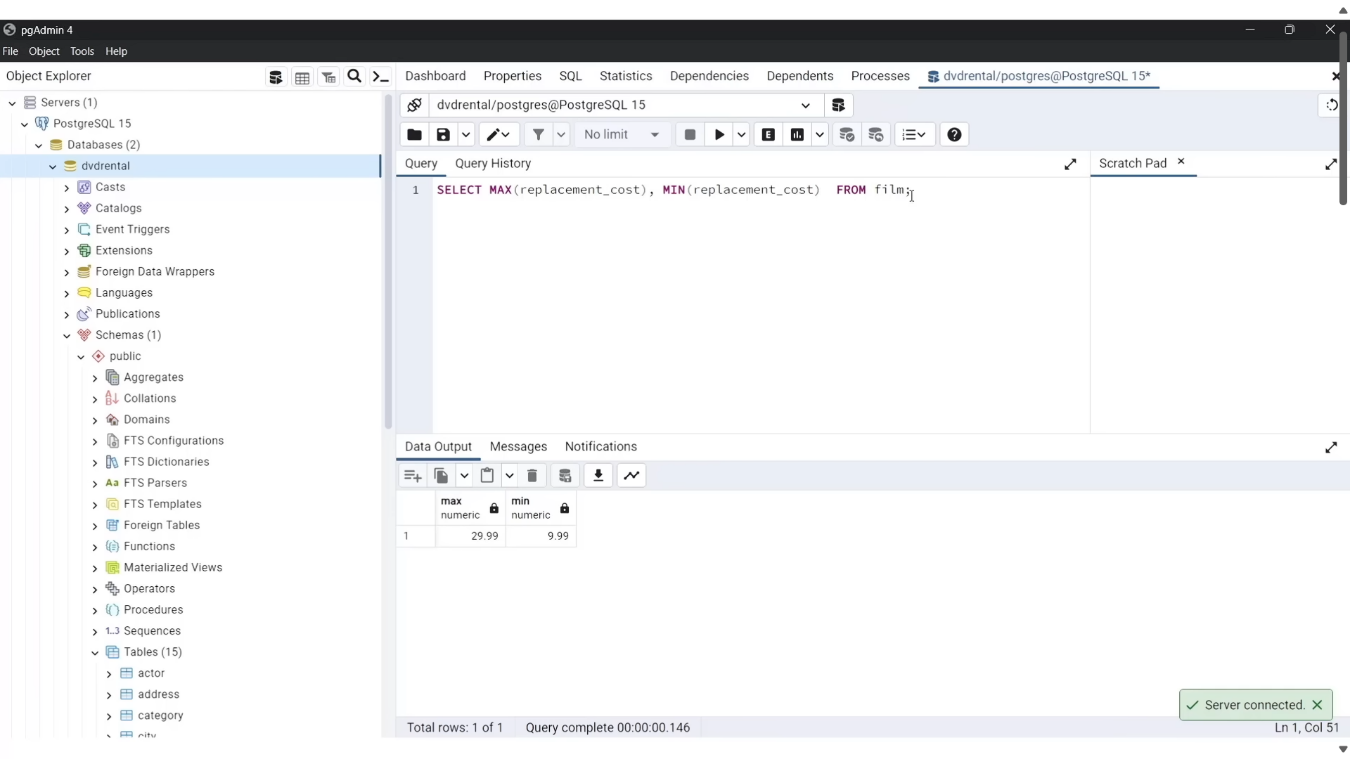 pgAdmin 4
File Object Tools Help
Object Explorer
Dashboard Properties SQL Statistics Dependencies Dependents Processes dvdrental/postgres@PostgreSQL 15*
Servers (1)
PostgreSQL 15
Databases (2)
dvdrental
Casts
Catalogs
Event Triggers
Extensions
Foreign Data Wrappers
Languages
Publications
Schemas (1)
public
Aggregates
Collations
Domains
FTS Configurations
FTS Dictionaries
FTS Parsers
FTS Templates
Foreign Tables
Functions
Materialized Views
Operators
Procedures
1..3 Sequences
Tables (15)
actor
address
category
city
dvdrental/postgres@PostgreSQL 15
No limit
E
Query Query History
Scratch Pad
1 SELECT MAX(replacement_cost), MIN(replacement_cost)  FROM film;
Data Output Messages Notifications
max min
numeric numeric
1 29.99 9.99
Server connected.
Total rows: 1 of 1 Query complete 00:00:00.146 Ln 1, Col 51